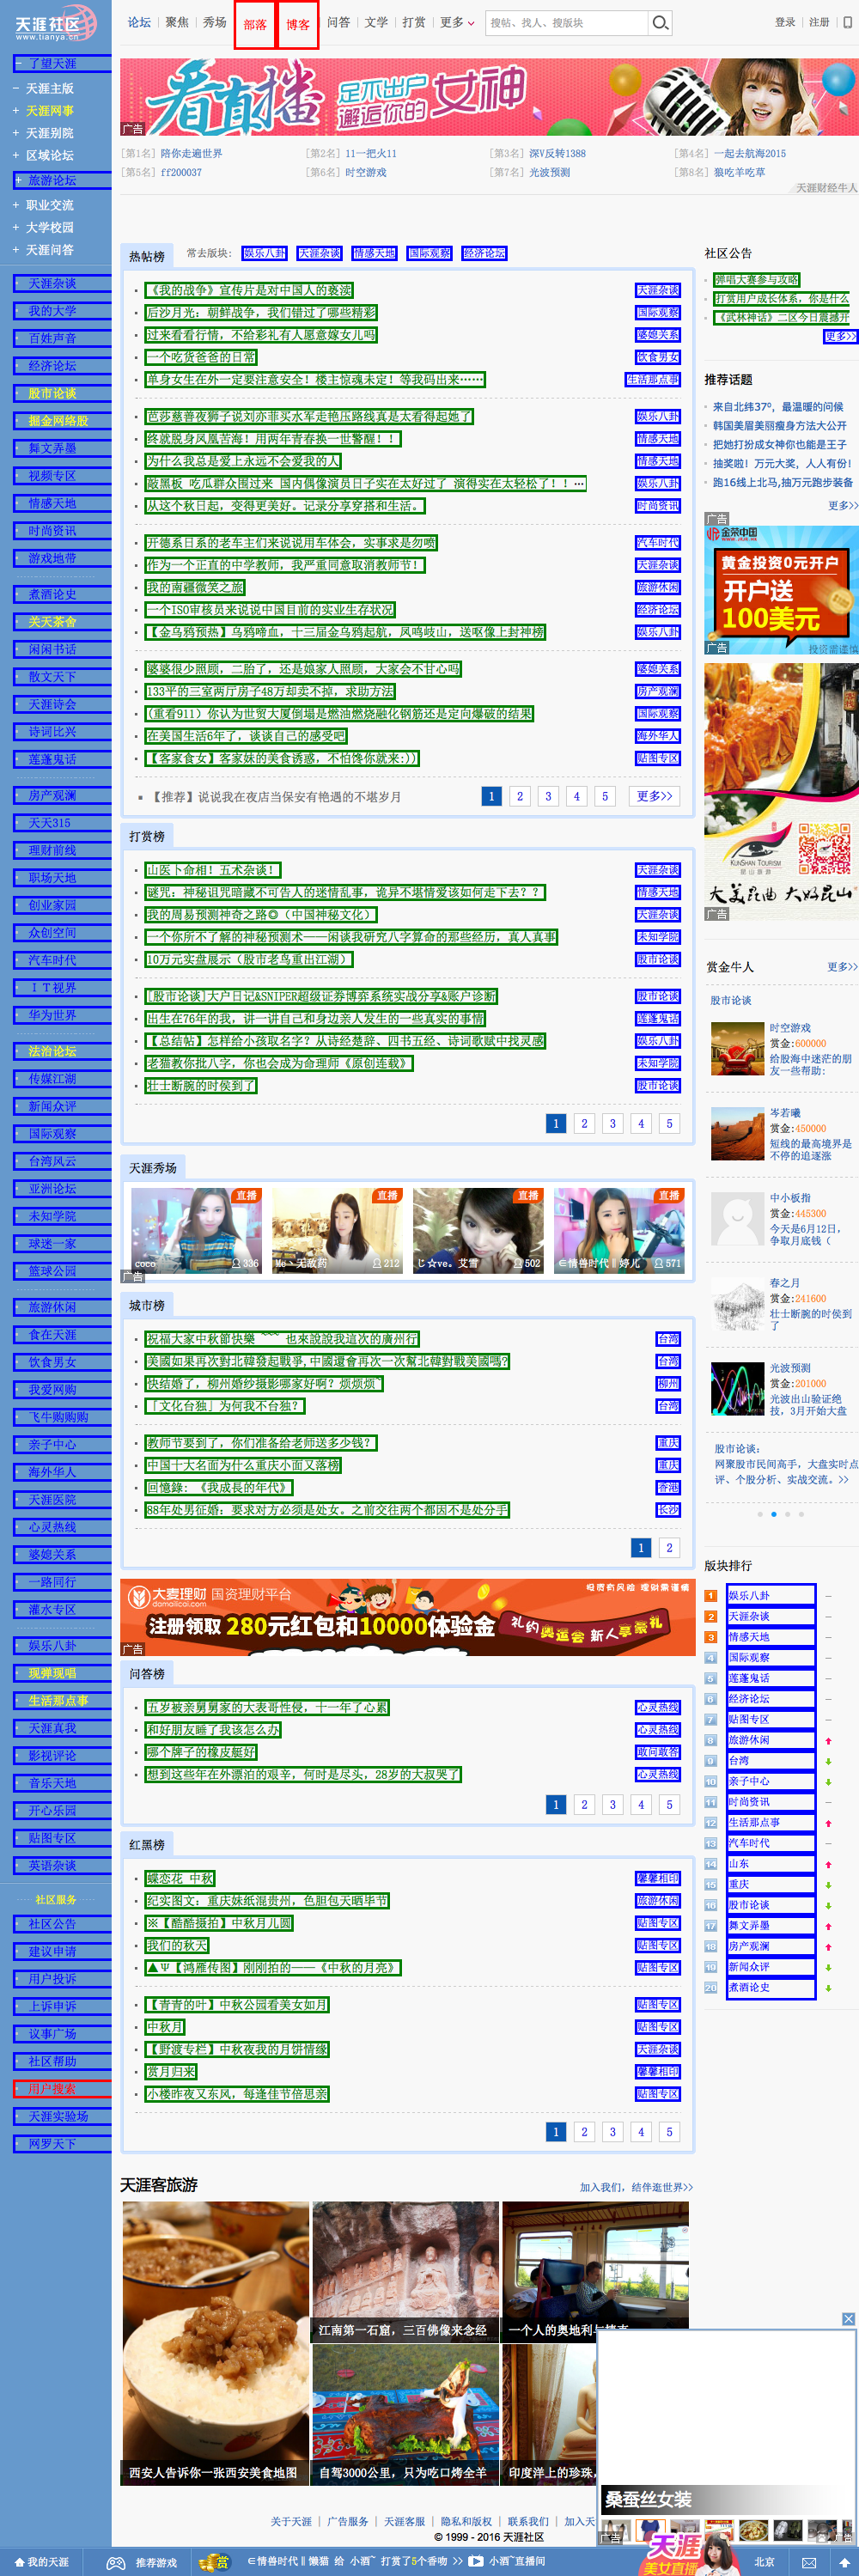 天涯社区
www.tianya.cn
论坛 聚焦 秀场 部落 博客 问答 文学 打赏 更多
搜帖、找人、搜版块
登录 注册
了望天涯
天涯主版
天涯网事
天涯别院
区域论坛
旅游论坛
职业交流
大学校园
天涯问答
天涯杂谈
我的大学
百姓声音
经济论坛
股市论谈
掘金网络股
舞文弄墨
视频专区
情感天地
时尚资讯
游戏地带
煮酒论史
关天茶舍
闲闲书话
散文天下
天涯诗会
诗词比兴
莲蓬鬼话
房产观澜
天天315
理财前线
职场天地
创业家园
众创空间
汽车时代
ＩＴ视界
华为世界
法治论坛
传媒江湖
新闻众评
国际观察
台湾风云
亚洲论坛
未知学院
球迷一家
篮球公园
旅游休闲
食在天涯
饮食男女
我爱网购
飞牛购购购
亲子中心
海外华人
天涯医院
心灵热线
婆媳关系
一路同行
灌水专区
娱乐八卦
现弹现唱
生活那点事
天涯真我
影视评论
音乐天地
开心乐园
贴图专区
英语杂谈
社区服务
社区公告
建议申请
用户投诉
上诉申诉
议事广场
社区帮助
用户搜索
天涯实验场
网罗天下
看直播 足不出户 邂逅你的 女神
广告
[第1名] 陪你走遍世界 [第2名] 11一把火11 [第3名] 深V反转1388 [第4名] 一起去航海2015
[第5名] ff200037 [第6名] 时空游戏 [第7名] 光波预测 [第8名] 狼吃羊吃草
天涯财经牛人
热帖榜 常去版块： 娱乐八卦 天涯杂谈 情感天地 国际观察 经济论坛
《我的战争》宣传片是对中国人的亵渎 天涯杂谈
后沙月光：朝鲜战争，我们错过了哪些精彩 国际观察
过来看看行情，不给彩礼有人愿意嫁女儿吗 婆媳关系
一个吃货爸爸的日常 饮食男女
单身女生在外一定要注意安全！楼主惊魂未定！等我码出来…… 生活那点事
芭莎慈善夜狮子说刘亦菲买水军走艳压路线真是太看得起她了 娱乐八卦
终就脱身凤凰苦海！用两年青春换一世警醒！！ 情感天地
为什么我总是爱上永远不会爱我的人 情感天地
敲黑板 吃瓜群众围过来 国内偶像演员日子实在太好过了 演得实在太轻松了！！… 娱乐八卦
从这个秋日起，变得更美好。记录分享穿搭和生活。 时尚资讯
开德系日系的老车主们来说说用车体会，实事求是勿喷 汽车时代
作为一个正直的中学教师，我严重同意取消教师节！ 天涯杂谈
我的南疆微笑之旅 旅游休闲
一个ISO审核员来说说中国目前的实业生存状况 经济论坛
【金乌鸦预热】乌鸦啼血，十三届金乌鸦起航，凤鸣岐山，送呕像上封神榜 娱乐八卦
婆婆很少照顾，二胎了，还是娘家人照顾，大家会不甘心吗 婆媳关系
133平的三室两厅房子48万却卖不掉，求助方法 房产观澜
(重看911）你认为世贸大厦倒塌是燃油燃烧融化钢筋还是定向爆破的结果 国际观察
在美国生活6年了，谈谈自己的感受吧 海外华人
【客家食女】客家妹的美食诱惑，不怕馋你就来:)) 贴图专区
【推荐】说说我在夜店当保安有艳遇的不堪岁月 1 2 3 4 5 更多>>
打赏榜
山医卜命相！五术杂谈！ 天涯杂谈
谜咒：神秘诅咒暗藏不可告人的迷情乱事，诡异不堪情爱该如何走下去？？ 情感天地
我的周易预测神奇之路◎（中国神秘文化） 天涯杂谈
一个你所不了解的神秘预测术——闲谈我研究八字算命的那些经历，真人真事 未知学院
10万元实盘展示（股市老鸟重出江湖） 股市论谈
[股市论谈]大户日记&SNIPER超级证券博弈系统实战分享&账户诊断 股市论谈
出生在76年的我，讲一讲自己和身边亲人发生的一些真实的事情 莲蓬鬼话
【总结帖】怎样给小孩取名字？从诗经楚辞、四书五经、诗词歌赋中找灵感 娱乐八卦
老猫教你批八字，你也会成为命理师《原创连载》 未知学院
壮士断腕的时侯到了 股市论谈
1 2 3 4 5
天涯秀场
直播 直播 直播 直播
coco 336 Me丶无敌药 212 じ☆ve。艾雪 502 ∈情兽时代‖婷儿 571
广告
城市榜
祝福大家中秋節快樂 ~~~ 也來說說我這次的廣州行 台湾
美國如果再次對北韓發起戰爭,中國還會再次一次幫北韓對戰美國嗎? 台湾
快结婚了，柳州婚纱摄影哪家好啊？烦烦烦~ 柳州
「文化台独」为何我不台独？ 台湾
教师节要到了，你们准备给老师送多少钱？ 重庆
中国十大名面为什么重庆小面又落榜 重庆
回憶錄：《我成長的年代》 香港
88年处男征婚：要求对方必须是处女。之前交往两个都因不是处分手 长沙
1 2
大麦理财 国资理财平台
damailicai.com
投资有风险 理财需谨慎
注册领取280元红包和10000体验金 礼约奥运会 新人享豪礼
广告
问答榜
五岁被亲舅舅家的大表哥性侵，十一年了心累 心灵热线
和好朋友睡了我该怎么办 心灵热线
哪个牌子的橡皮艇好 敢问敢答
想到这些年在外漂泊的艰辛，何时是尽头，28岁的大叔哭了 心灵热线
1 2 3 4 5
红黑榜
蝶恋花 中秋 馨馨相印
纪实图文：重庆妹纸混贵州，色胆包天晒毕节 旅游休闲
※【酷酷摄拍】中秋月儿圆 贴图专区
我们的秋天 贴图专区
▲Ψ【鸿雁传图】刚刚拍的——《中秋的月亮》 贴图专区
【青青的叶】中秋公园看美女如月 贴图专区
中秋月 贴图专区
【野渡专栏】中秋夜我的月饼情缘 天涯杂谈
赏月归来 馨馨相印
小楼昨夜又东风，每逢佳节倍思亲 贴图专区
1 2 3 4 5
天涯客旅游 加入我们，结伴逛世界>>
江南第一石窟，三百佛像来念经
一个人的奥地利与
西安人告诉你一张西安美食地图
自驾3000公里，只为吃口烤全羊
印度洋上的珍珠，
社区公告
弹唱大赛参与攻略
打赏用户成长体系，你是什么
《武林神话》二区今日震撼开
更多>>
推荐话题
来自北纬37°，最温暖的问候
韩国美眉美丽瘦身方法大公开
把她打扮成女神你也能是王子
抽奖啦！万元大奖，人人有份！
跑16线上北马,抽万元跑步装备
更多>>
广告
金荣中国
黄金投资0元开户
开户送
100美元
广告
投资需谨慎
KUNSHAN TOURISM
昆山旅游
大美昆曲 大好昆山
广告
赏金牛人 更多>>
股市论谈
时空游戏
赏金:600000
给股海中迷茫的朋
友一些帮助:
岑若曦
赏金:450000
短线的最高境界是
不停的追逐涨
中小板指
赏金:445300
今天是6月12日，
争取月底钱（
春之月
赏金:241600
壮士断腕的时侯到
了
光波预测
赏金:201000
光波出山验证绝
技，3月开始大盘
股市论谈：
网聚股市民间高手，大盘实时点
评、个股分析、实战交流。>>
版块排行
1 娱乐八卦
2 天涯杂谈
3 情感天地
4 国际观察
5 莲蓬鬼话
6 经济论坛
7 贴图专区
8 旅游休闲
9 台湾
10 亲子中心
11 时尚资讯
12 生活那点事
13 汽车时代
14 山东
15 重庆
16 股市论谈
17 舞文弄墨
18 房产观澜
19 新闻众评
20 煮酒论史
桑蚕丝女装
广告
关于天涯 | 广告服务 | 天涯客服 | 隐私和版权 | 联系我们 | 加入天
© 1999 - 2016 天涯社区
我的天涯 推荐游戏 赏 ∈情兽时代‖懒猫 给 小酒~ 打赏了5个香吻 >> 小酒~直播间
天涯
美女直播
北京